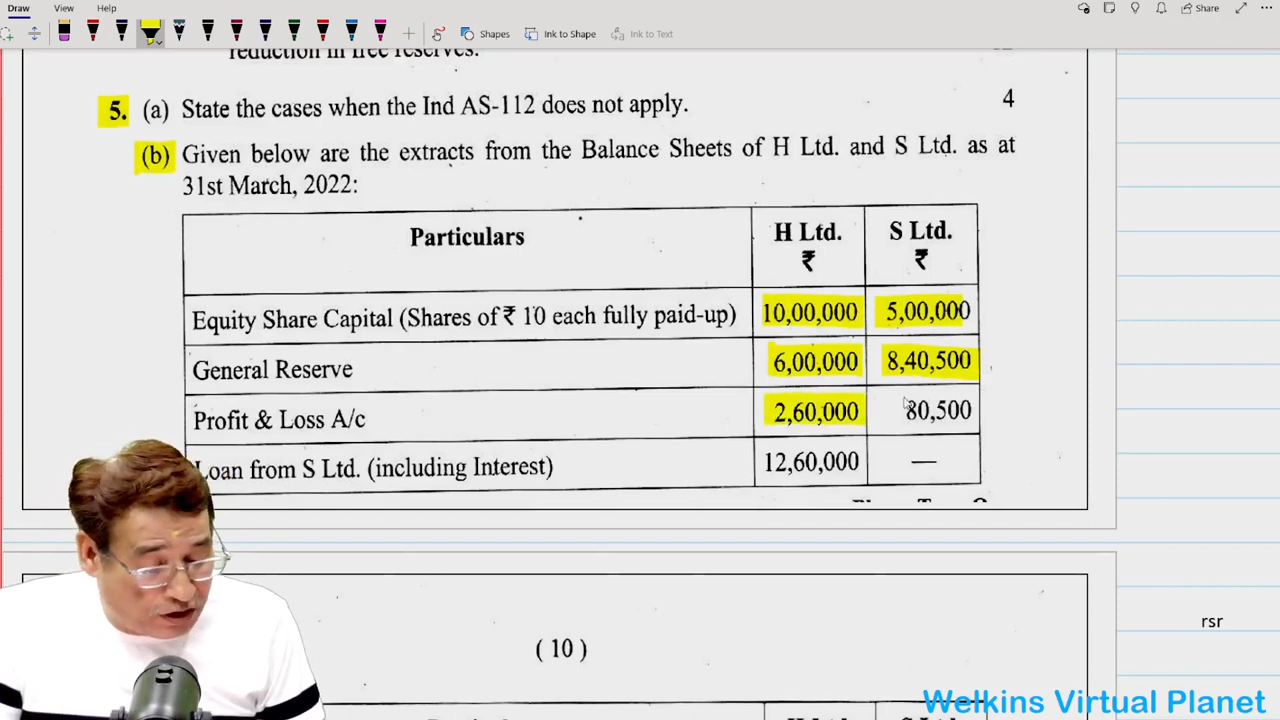 Draw View Help
Share
Shapes Ink to Shape Ink to Text
reduction in free reserves.
5. (a) State the cases when the Ind AS-112 does not apply. 4
(b) Given below are the extracts from the Balance Sheets of H Ltd. and S Ltd. as at
31st March, 2022:
Particulars H Ltd. ₹ S Ltd. ₹
Equity Share Capital (Shares of ₹ 10 each fully paid-up) 10,00,000 5,00,000
General Reserve 6,00,000 8,40,500
Profit & Loss A/c 2,60,000 80,500
Loan from S Ltd. (including Interest) 12,60,000 —
( 10 )
rsr
Welkins Virtual Planet